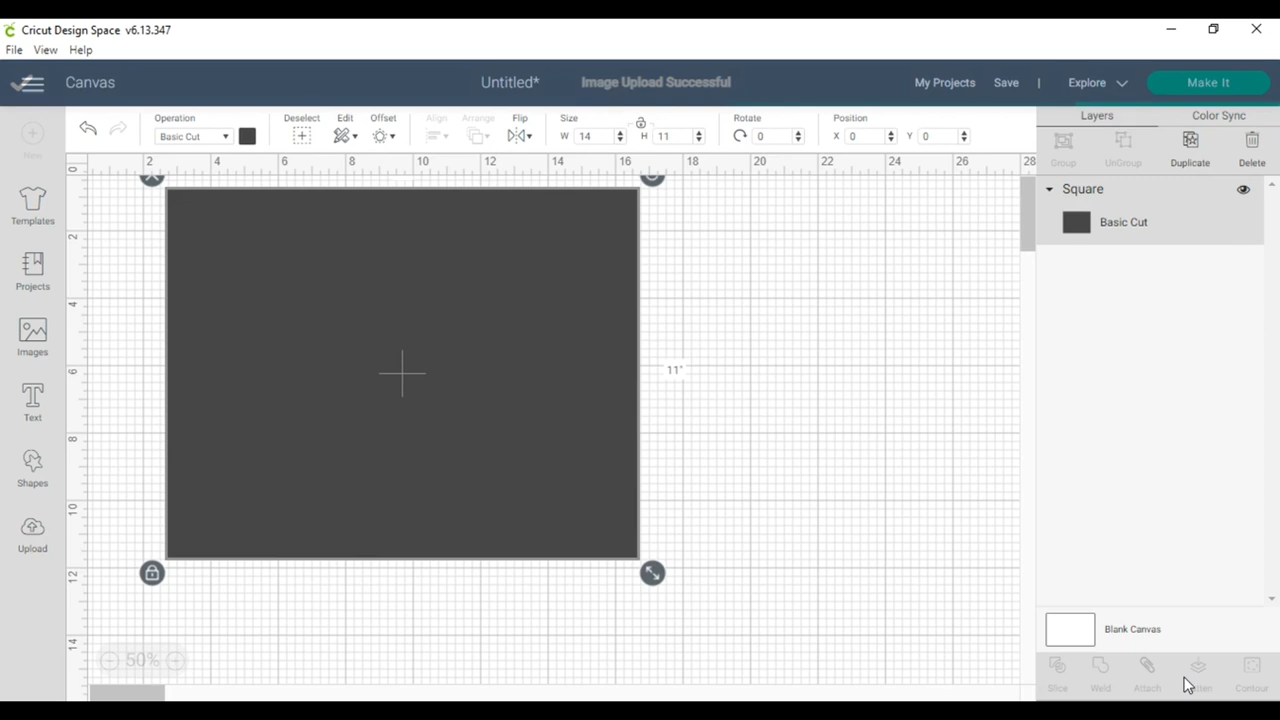 Cricut Design Space v6.13.347
File View Help
Canvas Untitled* Image Upload Successful My Projects Save | Explore Make It
Operation Deselect Edit Offset Align Arrange Flip Size Rotate Position
Basic Cut W 14 H 11 0 X 0 Y 0
Layers Color Sync
Group UnGroup Duplicate Delete
0 2 4 6 8 10 12 14 16 18 20 22 24 26 28
New
Templates
Projects
Images
Text
Shapes
Upload
0
2
4
6
8
10
12
14
11"
50%
Square
Basic Cut
Blank Canvas
Slice Weld Attach Contour